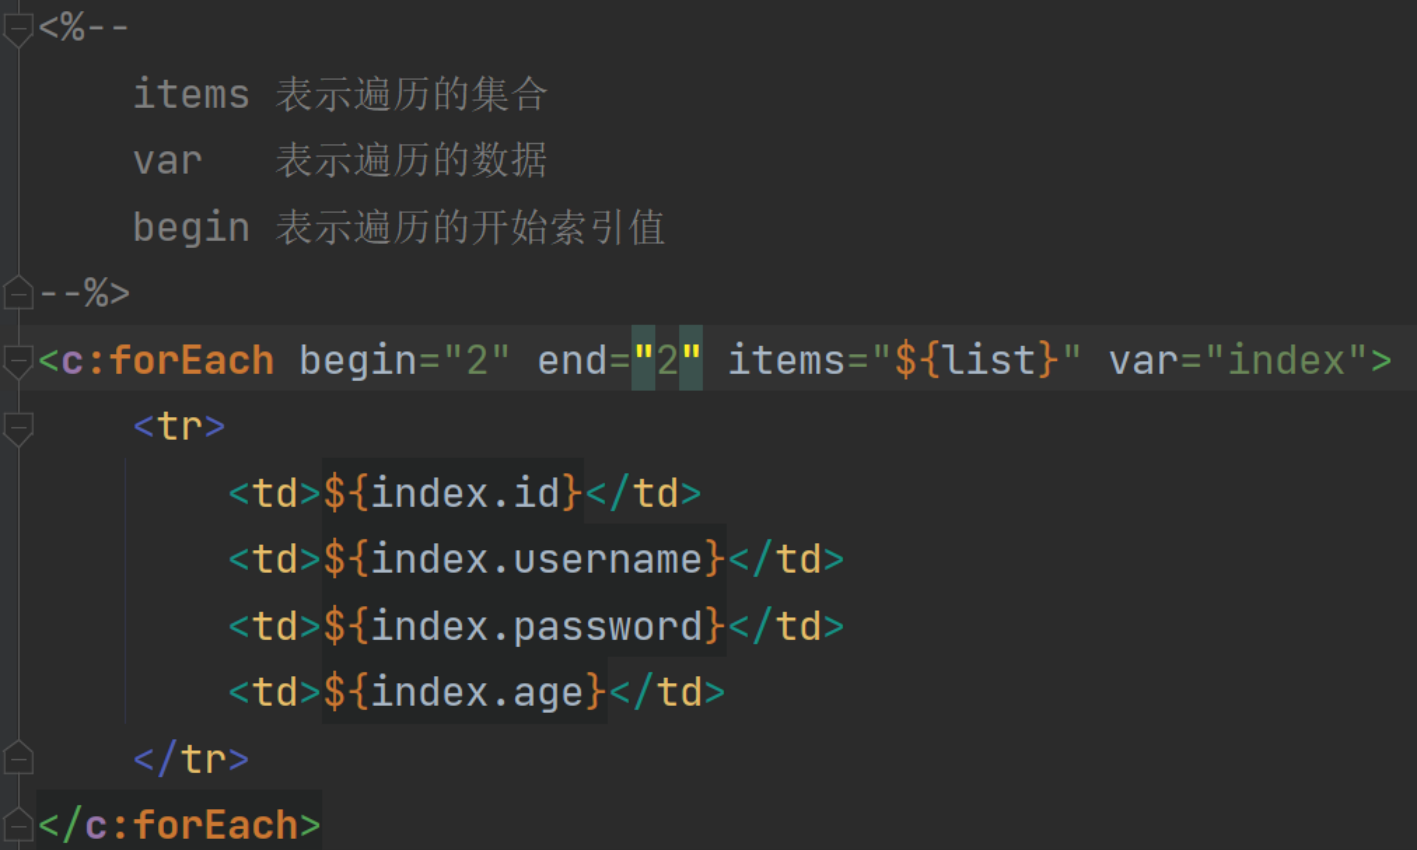 <%--
    items 表示遍历的集合
    var   表示遍历的数据
    begin 表示遍历的开始索引值
--%>
<c:forEach begin="2" end="2" items="${list}" var="index">
    <tr>
        <td>${index.id}</td>
        <td>${index.username}</td>
        <td>${index.password}</td>
        <td>${index.age}</td>
    </tr>
</c:forEach>